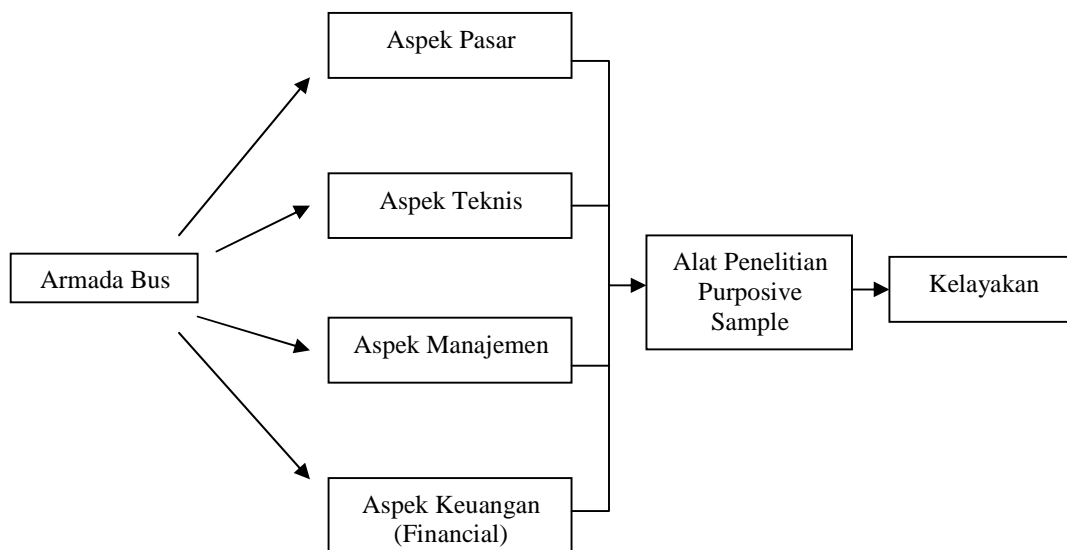 Aspek Pasar
Aspek Teknis
Armada Bus
Alat Penelitian
Purposive
Sample
Kelayakan
Aspek Manajemen
Aspek Keuangan
(Financial)